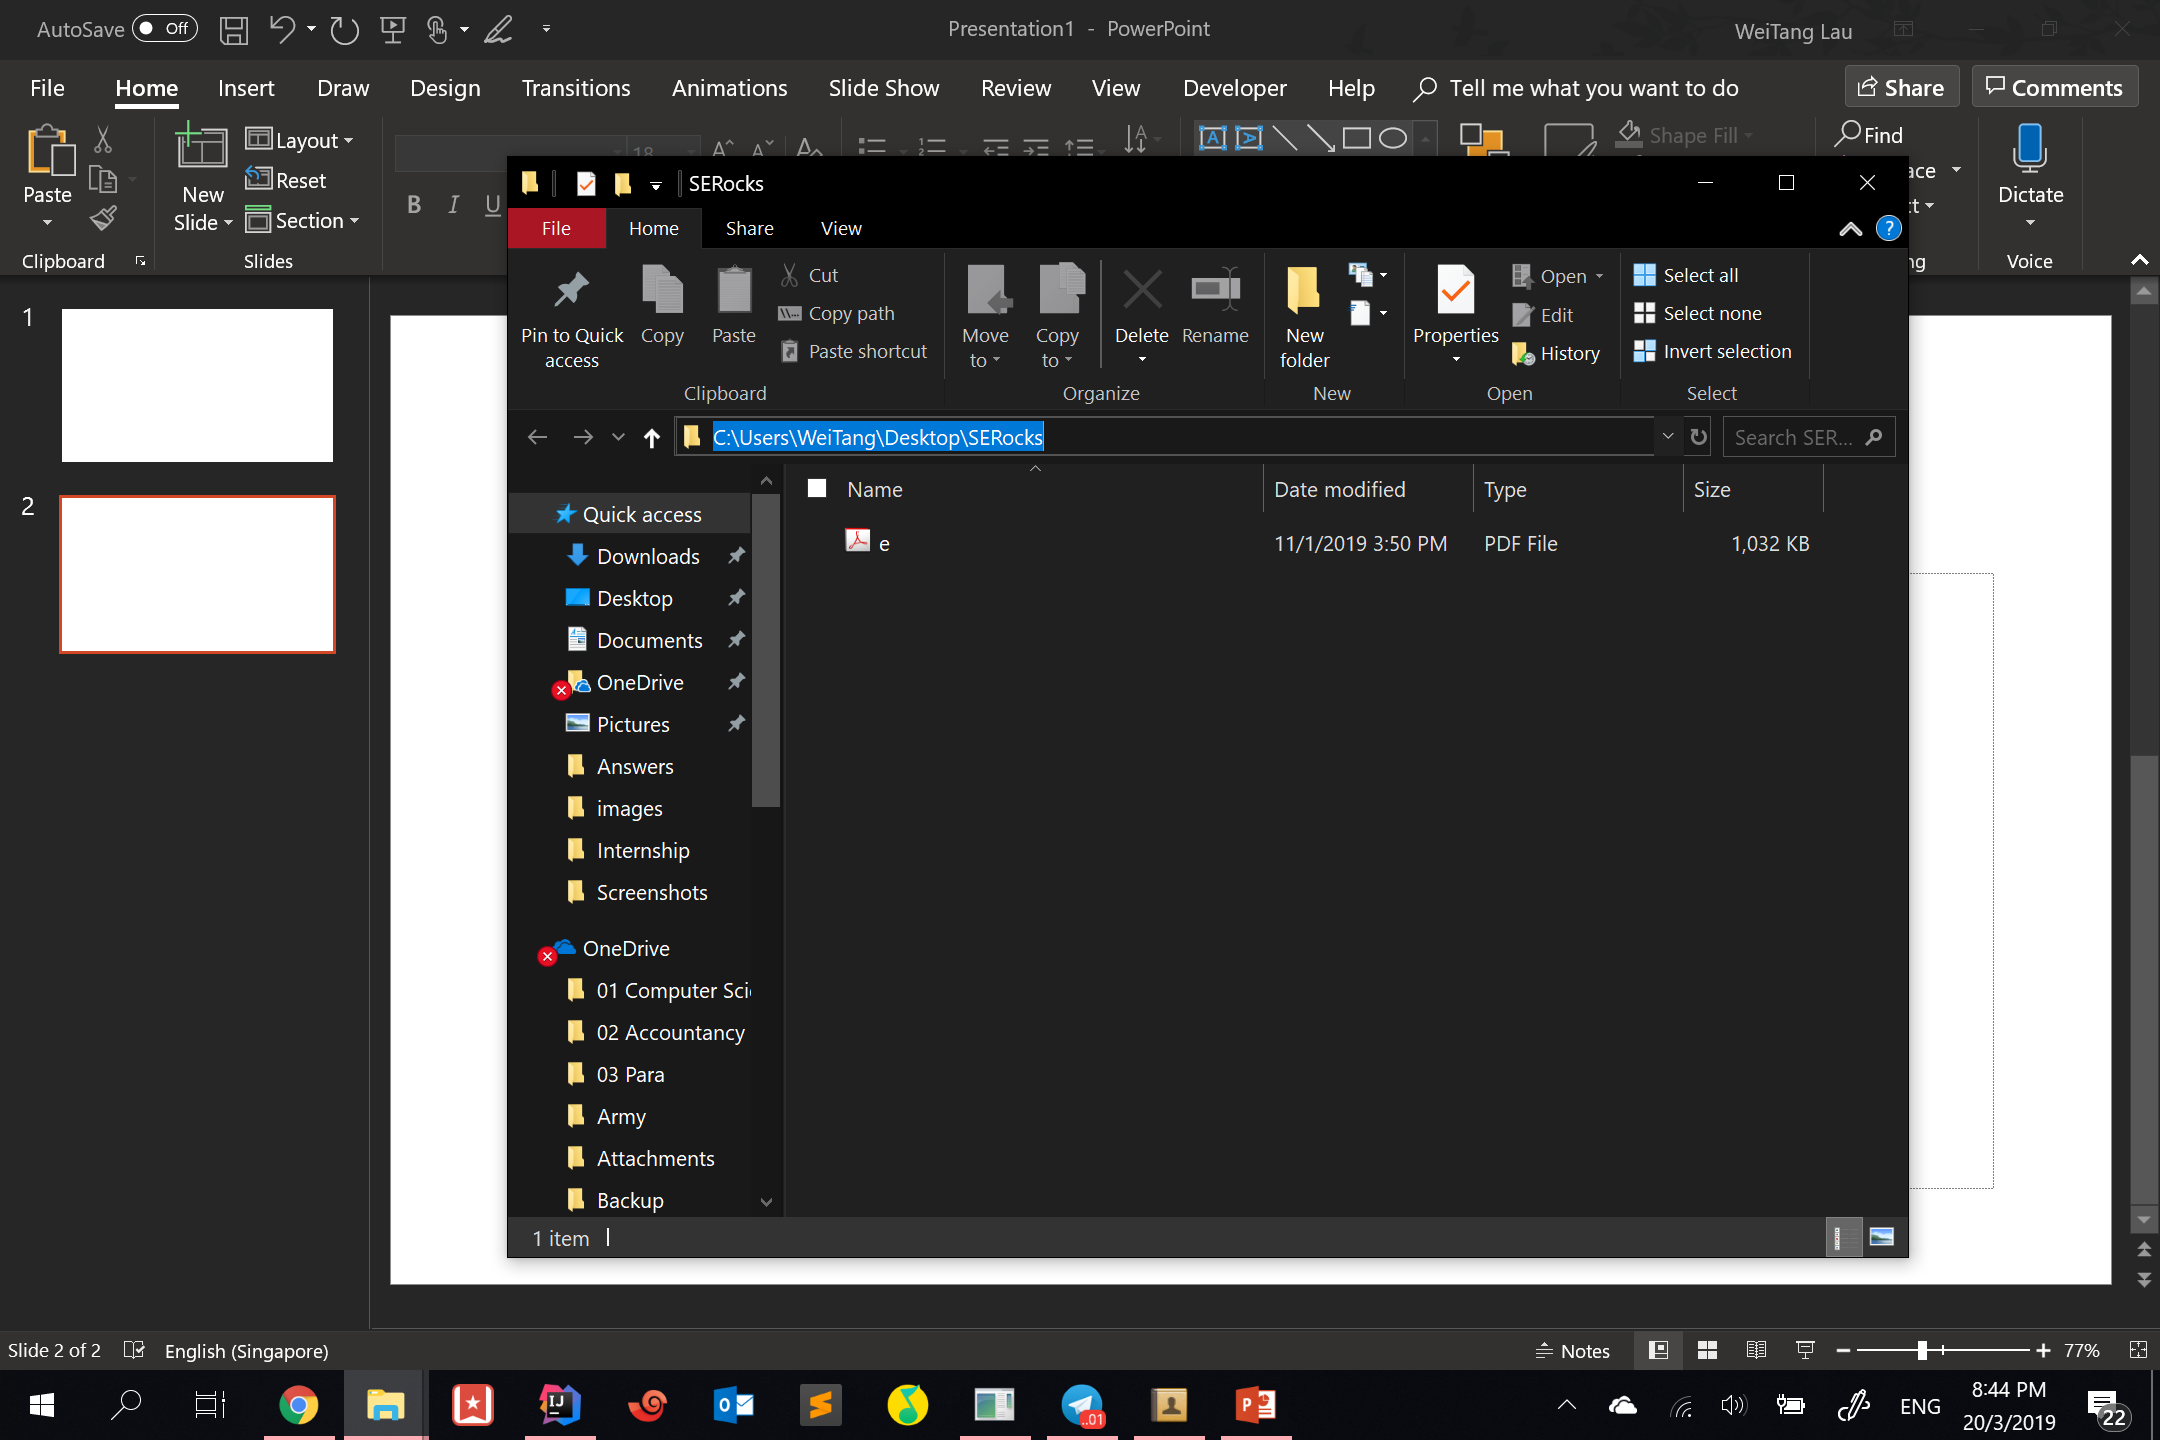 AutoSave Off
Presentation1 - PowerPoint
WeiTang Lau
File Home Insert Draw Design Transitions Animations Slide Show Review View Developer Help Tell me what you want to do Share Comments
Paste
New
Slide
Layout
Reset
Section
18
B I U
Shape Fill
Find
Dictate
Clipboard
Slides
Voice
SERocks
File Home Share View
Pin to Quick
access
Copy
Paste
Cut
Copy path
Paste shortcut
Move
to
Copy
to
Delete
Rename
New
folder
Properties
Open
Edit
History
Select all
Select none
Invert selection
Clipboard
Organize
New
Open
Select
C:\Users\WeiTang\Desktop\SERocks
Search SER...
Name Date modified Type Size
e 11/1/2019 3:50 PM PDF File 1,032 KB
Quick access
Downloads
Desktop
Documents
OneDrive
Pictures
Answers
images
Internship
Screenshots
OneDrive
01 Computer Sci
02 Accountancy
03 Para
Army
Attachments
Backup
1 item
1
2
Slide 2 of 2
English (Singapore)
Notes
77%
..01
ENG
8:44 PM
20/3/2019
22